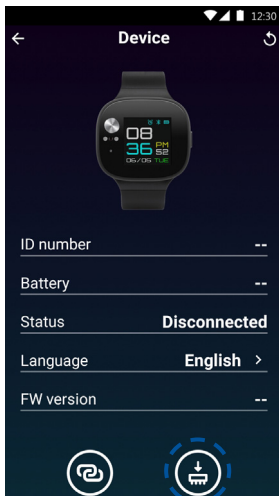 12:30
Device
08
36 PM
52
06/05 TUE
ID number --
Battery --
Status Disconnected
Language English >
FW version --